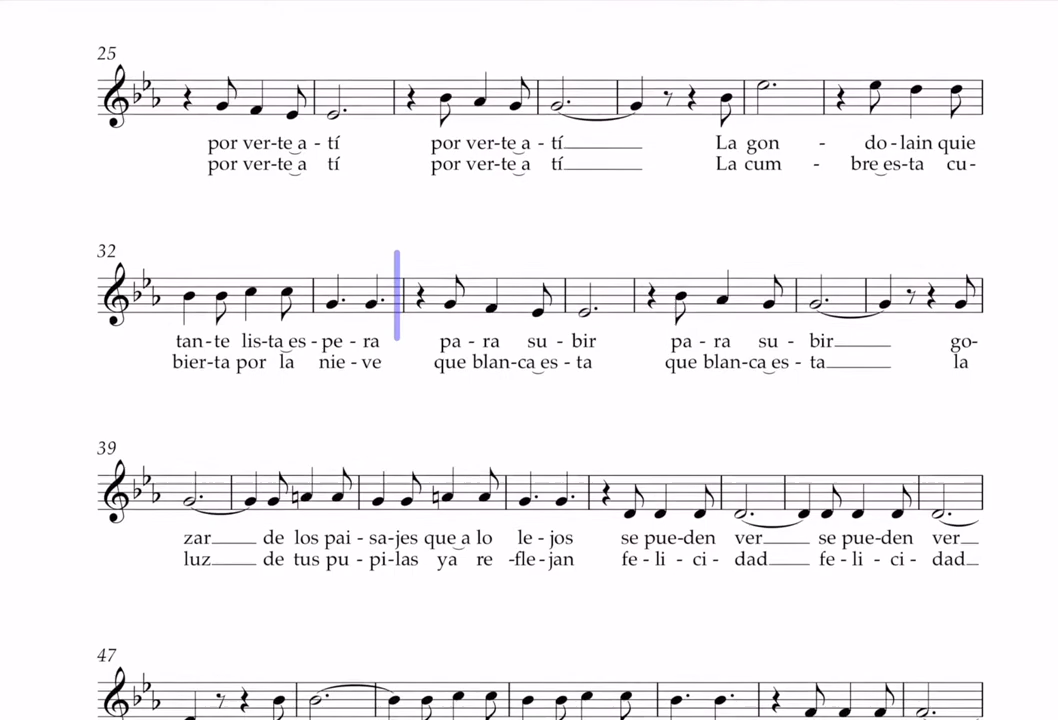 25
por ver-te a - tí por ver-te a - tí La gon - do-lain quie
por ver-te a tí por ver-te a tí La cum - bre es-ta cu-
32
tan-te lis-ta es-pe-ra pa-ra su-bir pa-ra su-bir go-
bier-ta por la nie-ve que blan-ca es-ta que blan-ca es-ta la
39
zar de los pai-sa-jes que a lo le-jos se pue-den ver se pue-den ver
luz de tus pu-pi-las ya re -fle-jan fe-li-ci-dad fe-li-ci-dad
47